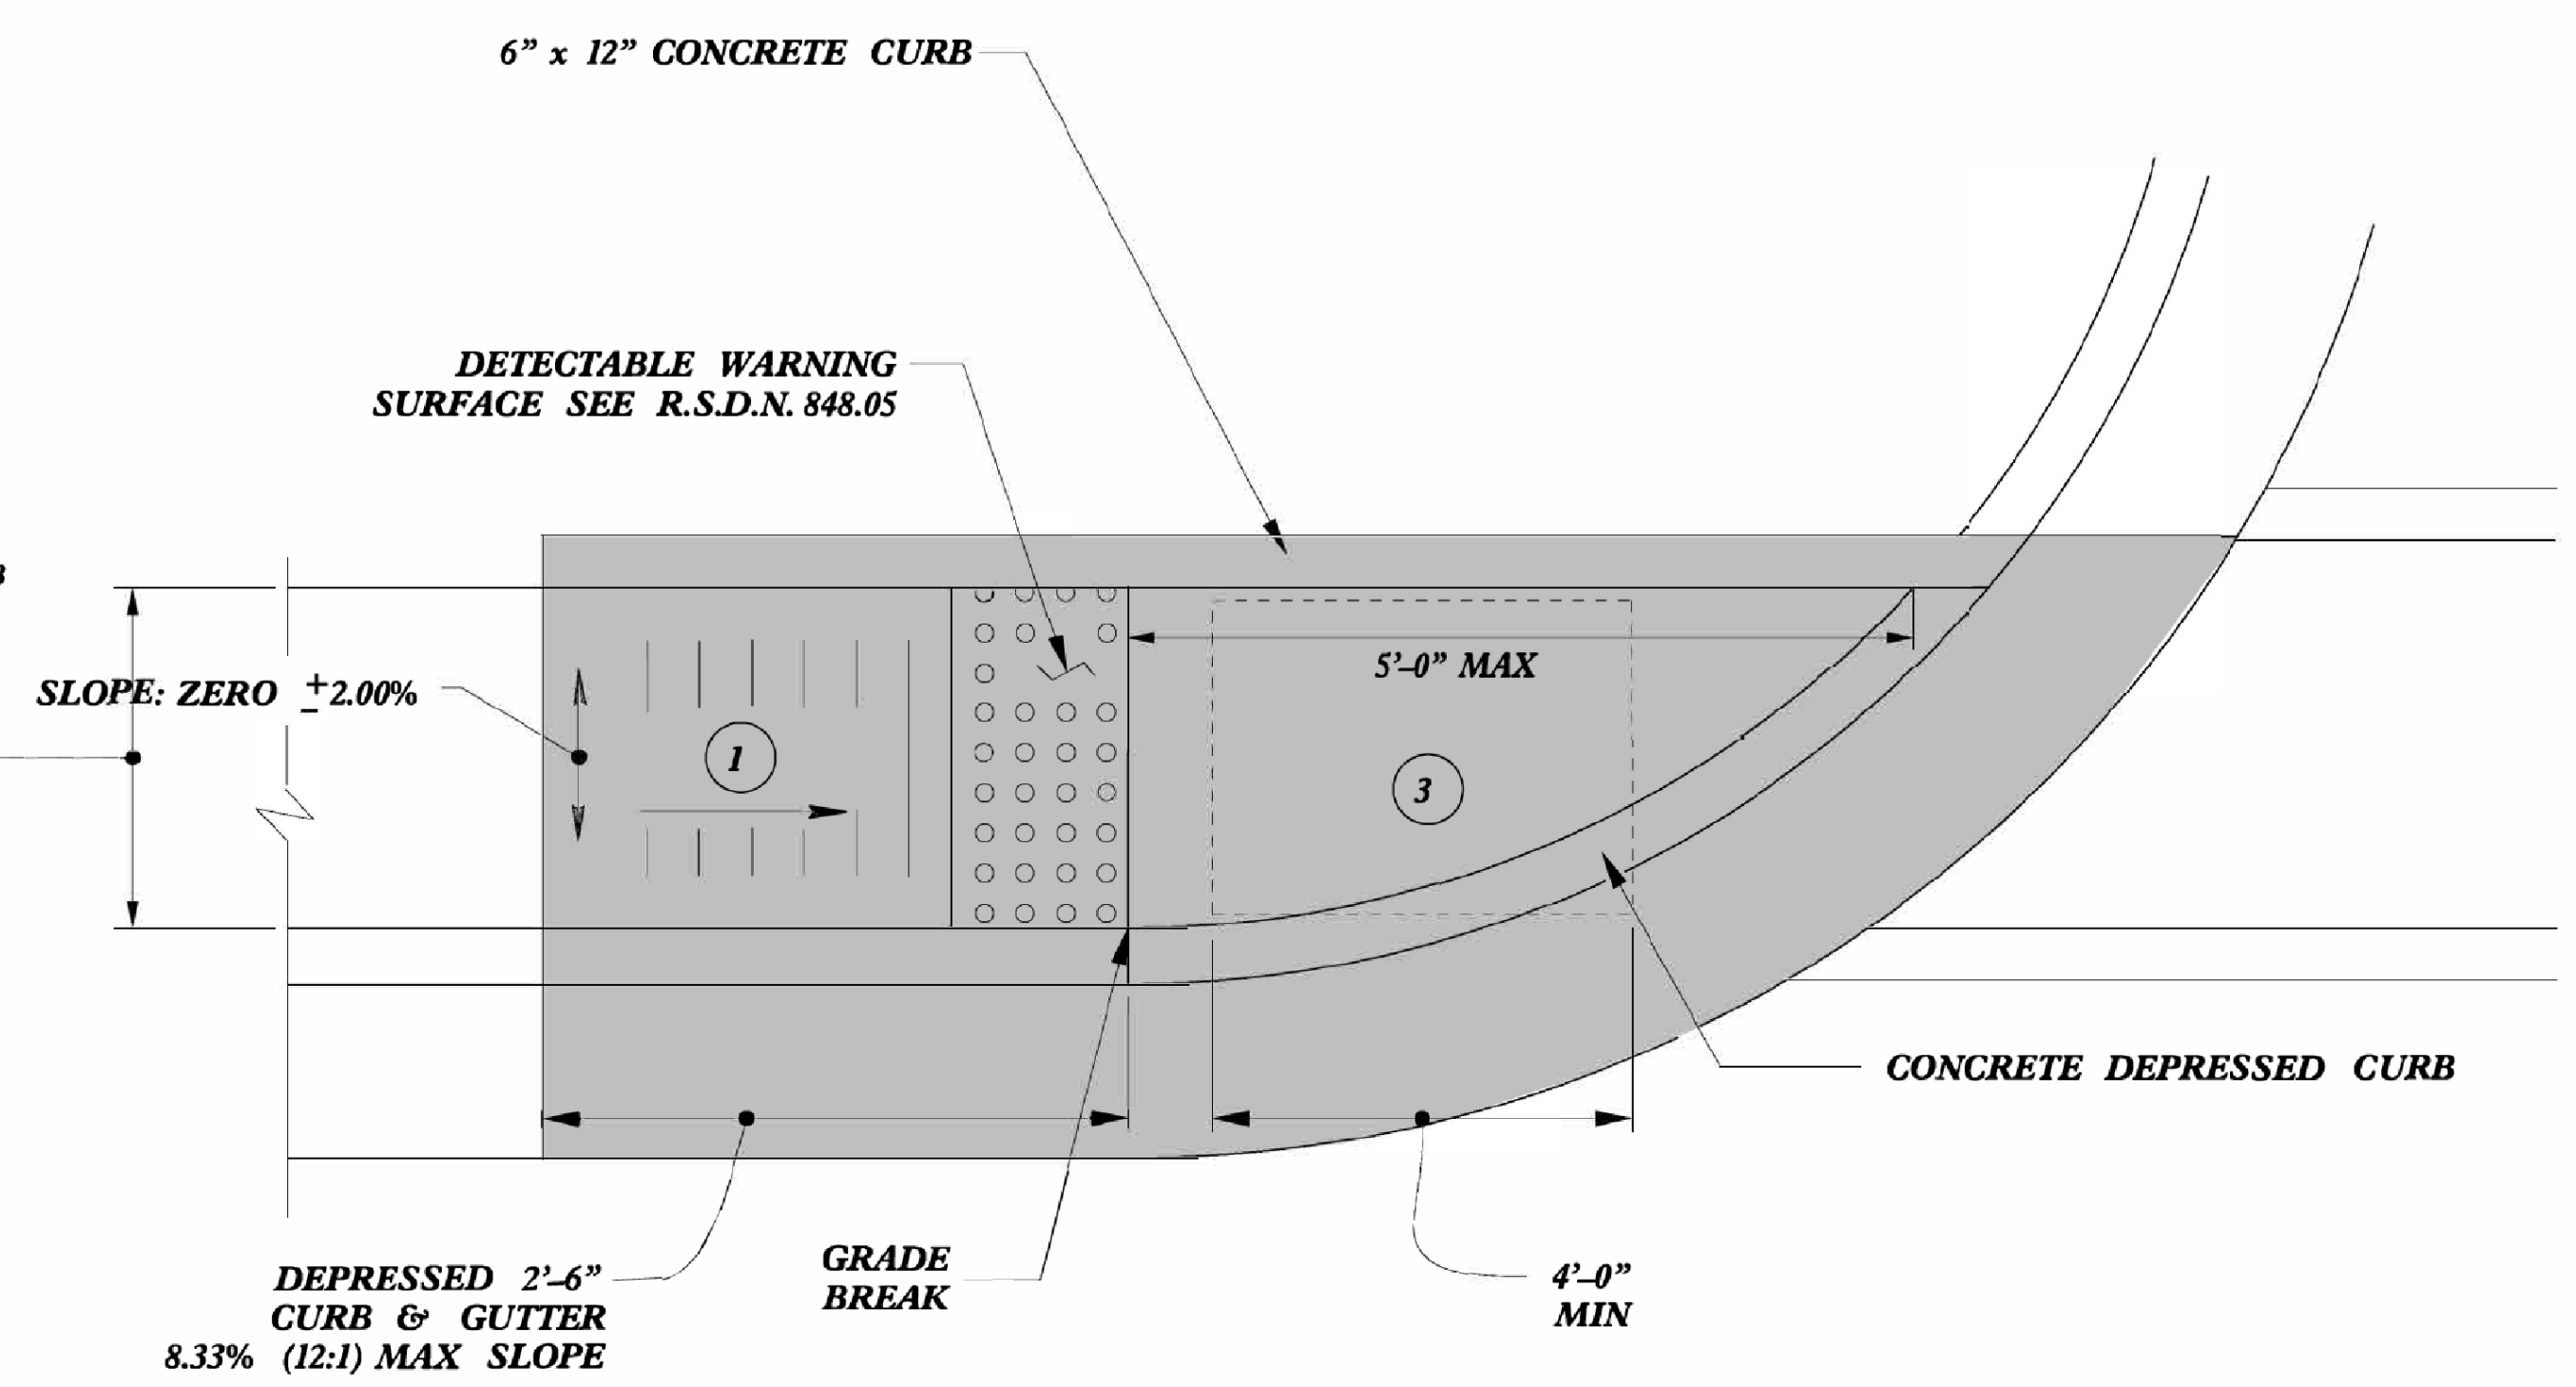 6” x 12” CONCRETE CURB
DETECTABLE WARNING
SURFACE SEE R.S.D.N. 848.05
SLOPE: ZERO ±2.00%
1
5’–0” MAX
3
CONCRETE DEPRESSED CURB
DEPRESSED 2’–6”
CURB & GUTTER
8.33% (12:1) MAX SLOPE
GRADE
BREAK
4’–0”
MIN